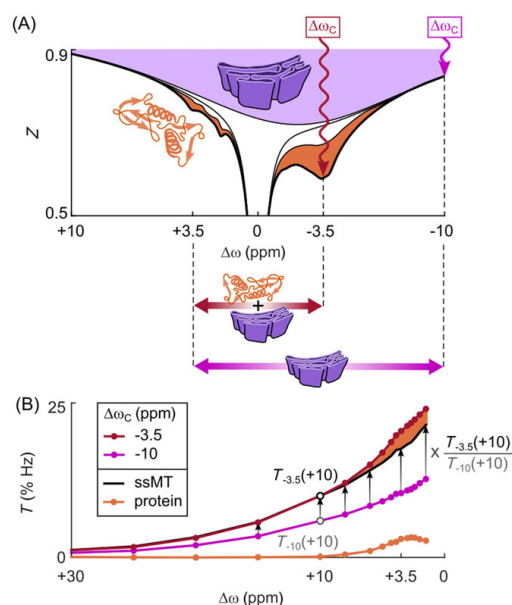 (A)
Δω_C Δω_C
0.9
Z
0.5
+10 +3.5 0 -3.5 -10
Δω (ppm)
+
(B)
25
Δω_C (ppm)
-3.5
-10
ssMT
protein
T (% Hz)
T_-3.5(+10)
T_-10(+10)
x T_-3.5(+10)
T_-10(+10)
0
+30 +10 +3.5 0
Δω (ppm)